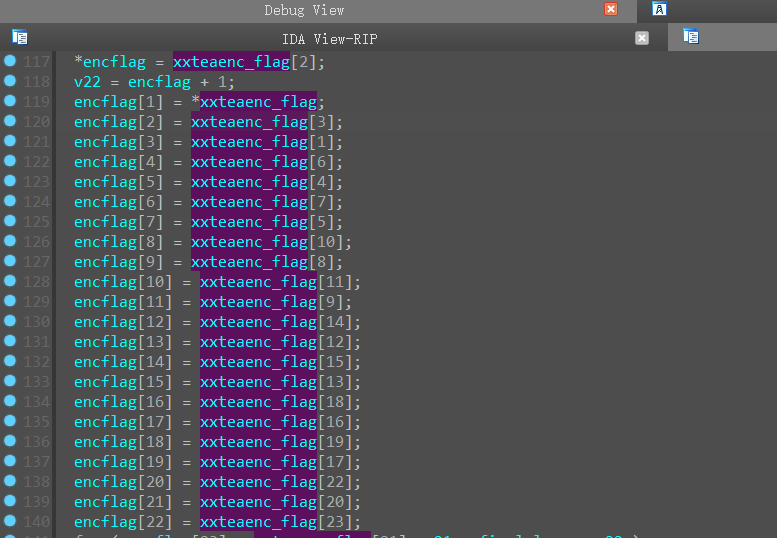 Debug View
A
IDA View-RIP
117 *encflag = xxteaenc_flag[2];
118 v22 = encflag + 1;
119 encflag[1] = *xxteaenc_flag;
120 encflag[2] = xxteaenc_flag[3];
121 encflag[3] = xxteaenc_flag[1];
122 encflag[4] = xxteaenc_flag[6];
123 encflag[5] = xxteaenc_flag[4];
124 encflag[6] = xxteaenc_flag[7];
125 encflag[7] = xxteaenc_flag[5];
126 encflag[8] = xxteaenc_flag[10];
127 encflag[9] = xxteaenc_flag[8];
128 encflag[10] = xxteaenc_flag[11];
129 encflag[11] = xxteaenc_flag[9];
130 encflag[12] = xxteaenc_flag[14];
131 encflag[13] = xxteaenc_flag[12];
132 encflag[14] = xxteaenc_flag[15];
133 encflag[15] = xxteaenc_flag[13];
134 encflag[16] = xxteaenc_flag[18];
135 encflag[17] = xxteaenc_flag[16];
136 encflag[18] = xxteaenc_flag[19];
137 encflag[19] = xxteaenc_flag[17];
138 encflag[20] = xxteaenc_flag[22];
139 encflag[21] = xxteaenc_flag[20];
140 encflag[22] = xxteaenc_flag[23];